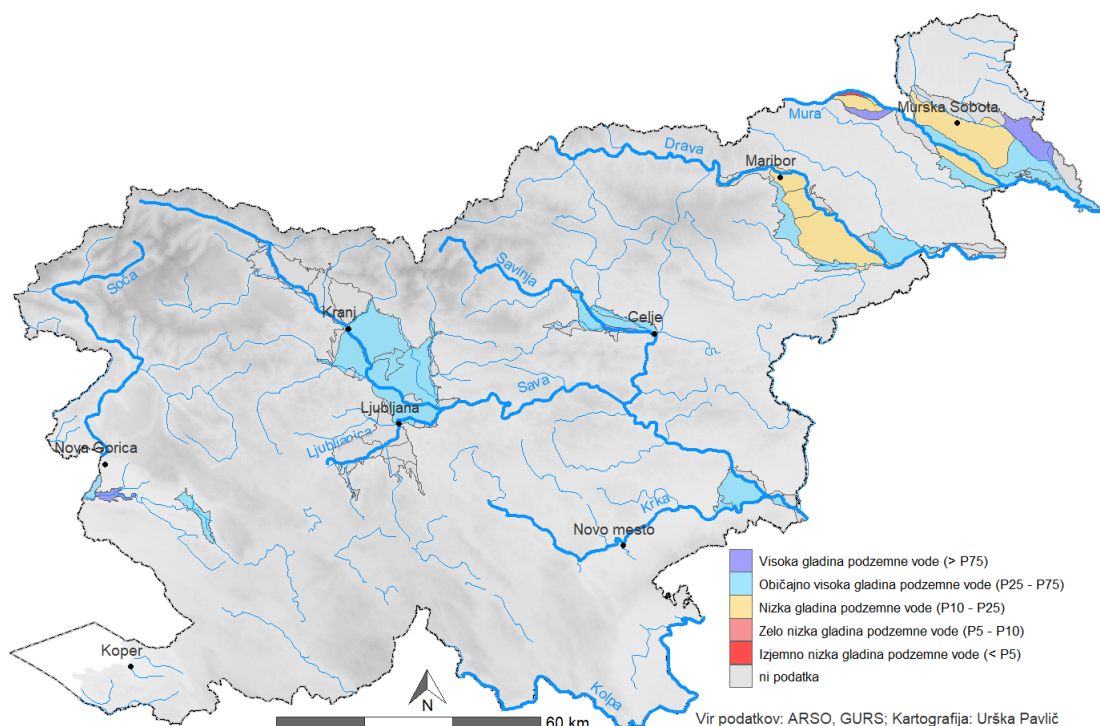 Mura
Murska Sobota
Drava
Maribor
Soča
Savinja
Kranj
Celje
Sava
Ljubljana
Ljubljanica
Nova Gorica
Krka
Novo mesto
Visoka gladina podzemne vode (> P75)
Običajno visoka gladina podzemne vode (P25 - P75)
Nizka gladina podzemne vode (P10 - P25)
Zelo nizka gladina podzemne vode (P5 - P10)
Izjemno nizka gladina podzemne vode (< P5)
ni podatka
Koper
N
Kolpa
60 km
Vir podatkov: ARSO, GURS; Kartografija: Urška Pavlič